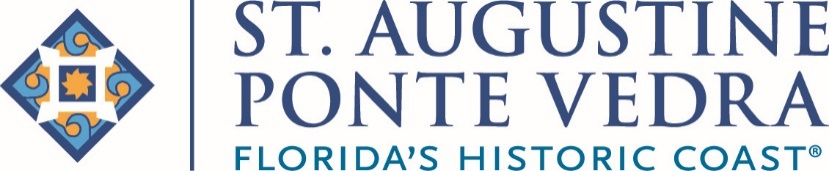 ST. AUGUSTINE
PONTE VEDRA
FLORIDA'S HISTORIC COAST®